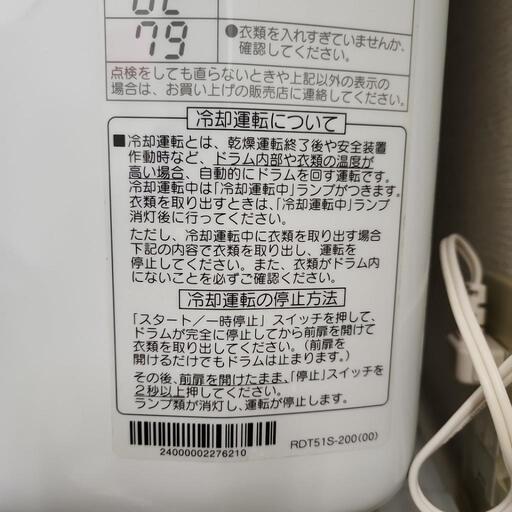 79
●衣類を入れすぎていませんか、
確認してください。
点検をしても直らないときや上記以外の表示の
場合は、お買い上げの販売店に連絡してください。
冷却運転について
■冷却運転とは、乾燥運転終了後や安全装置
作動時など、ドラム内部や衣類の温度が
高い場合、自動的にドラムを回す運転です。
冷却運転中は「冷却運転中」ランプがつきます。
衣類を取り出すときは、「冷却運転中」ランプ
消灯後に行ってください。
ただし、冷却運転中に衣類を取り出す場合
下記の内容で衣類を取り出し、運転を
停止してください。また、衣類がドラム内
にないことを必ずご確認ください。
冷却運転の停止方法
「スタート／一時停止」スイッチを押して、
ドラムが完全に停止してから前扉を開けて
衣類を取り出してください。（前扉を
開けるだけでもドラムは止まります。）
その後、前扉を開けたまま、「停止」スイッチを
2秒以上押してください。
ランプ類が消灯し、運転が停止します。
24000002276210
RDT51S-200(00)